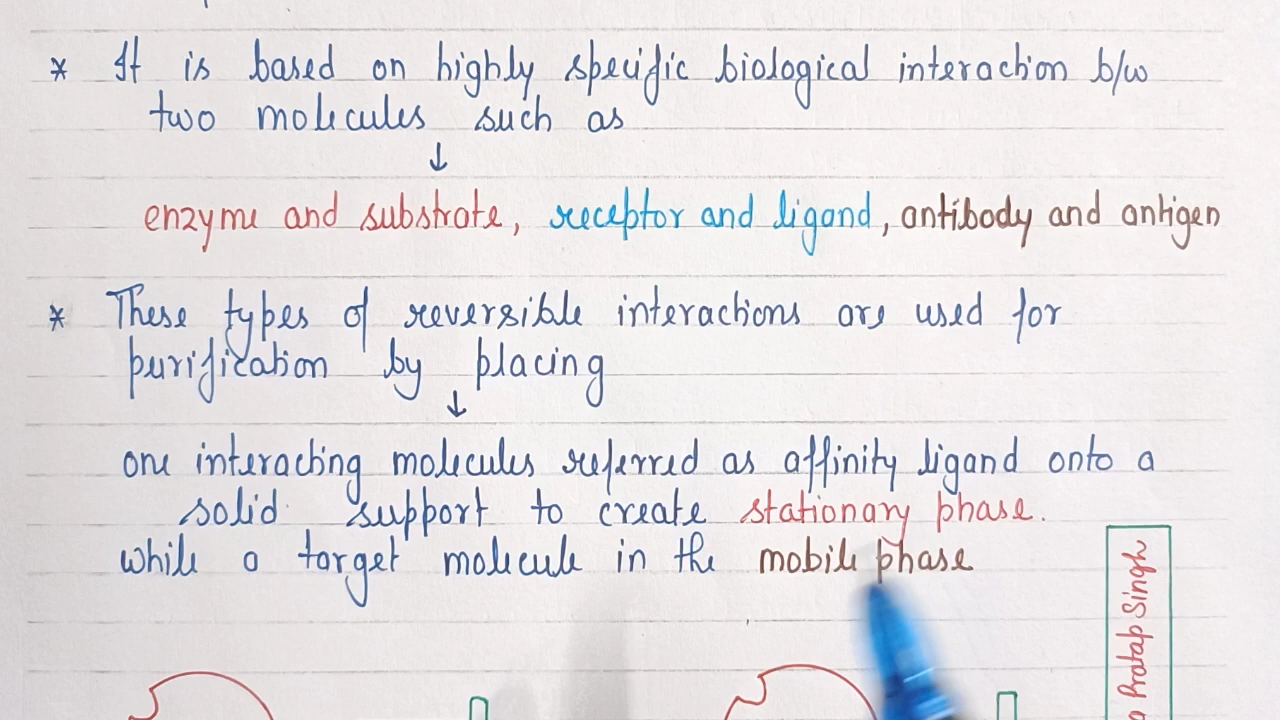 * It is based on highly specific biological interaction b/w
two molecules such as
↓
enzyme and substrate, receptor and ligand, antibody and antigen
* These types of reversible interactions are used for
purification by placing
↓
one interacting molecules referred as affinity ligand onto a
solid support to create stationary phase.
while a target molecule in the mobile phase
Pratap Singh